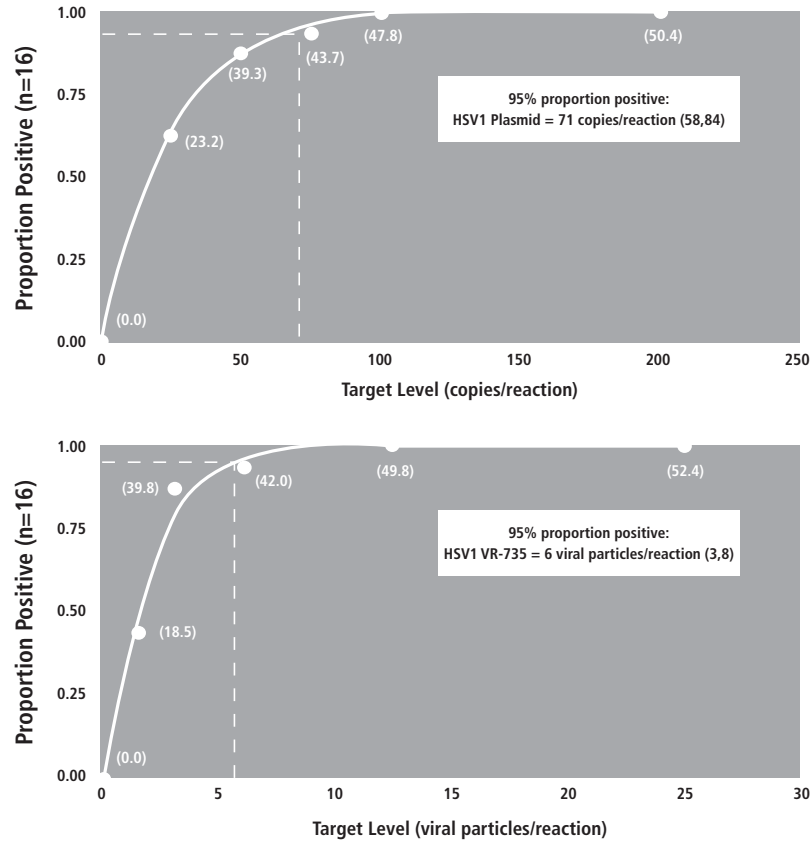 Proportion Positive (n=16)
1.00
0.75
0.50
0.25
0.00
(0.0)
(23.2)
(39.3)
(43.7)
(47.8)
(50.4)
95% proportion positive:
HSV1 Plasmid = 71 copies/reaction (58,84)
0 50 100 150 200 250
Target Level (copies/reaction)
Proportion Positive (n=16)
1.00
0.75
0.50
0.25
0.00
(0.0)
(18.5)
(39.8)
(42.0)
(49.8)
(52.4)
95% proportion positive:
HSV1 VR-735 = 6 viral particles/reaction (3,8)
0 5 10 15 20 25 30
Target Level (viral particles/reaction)